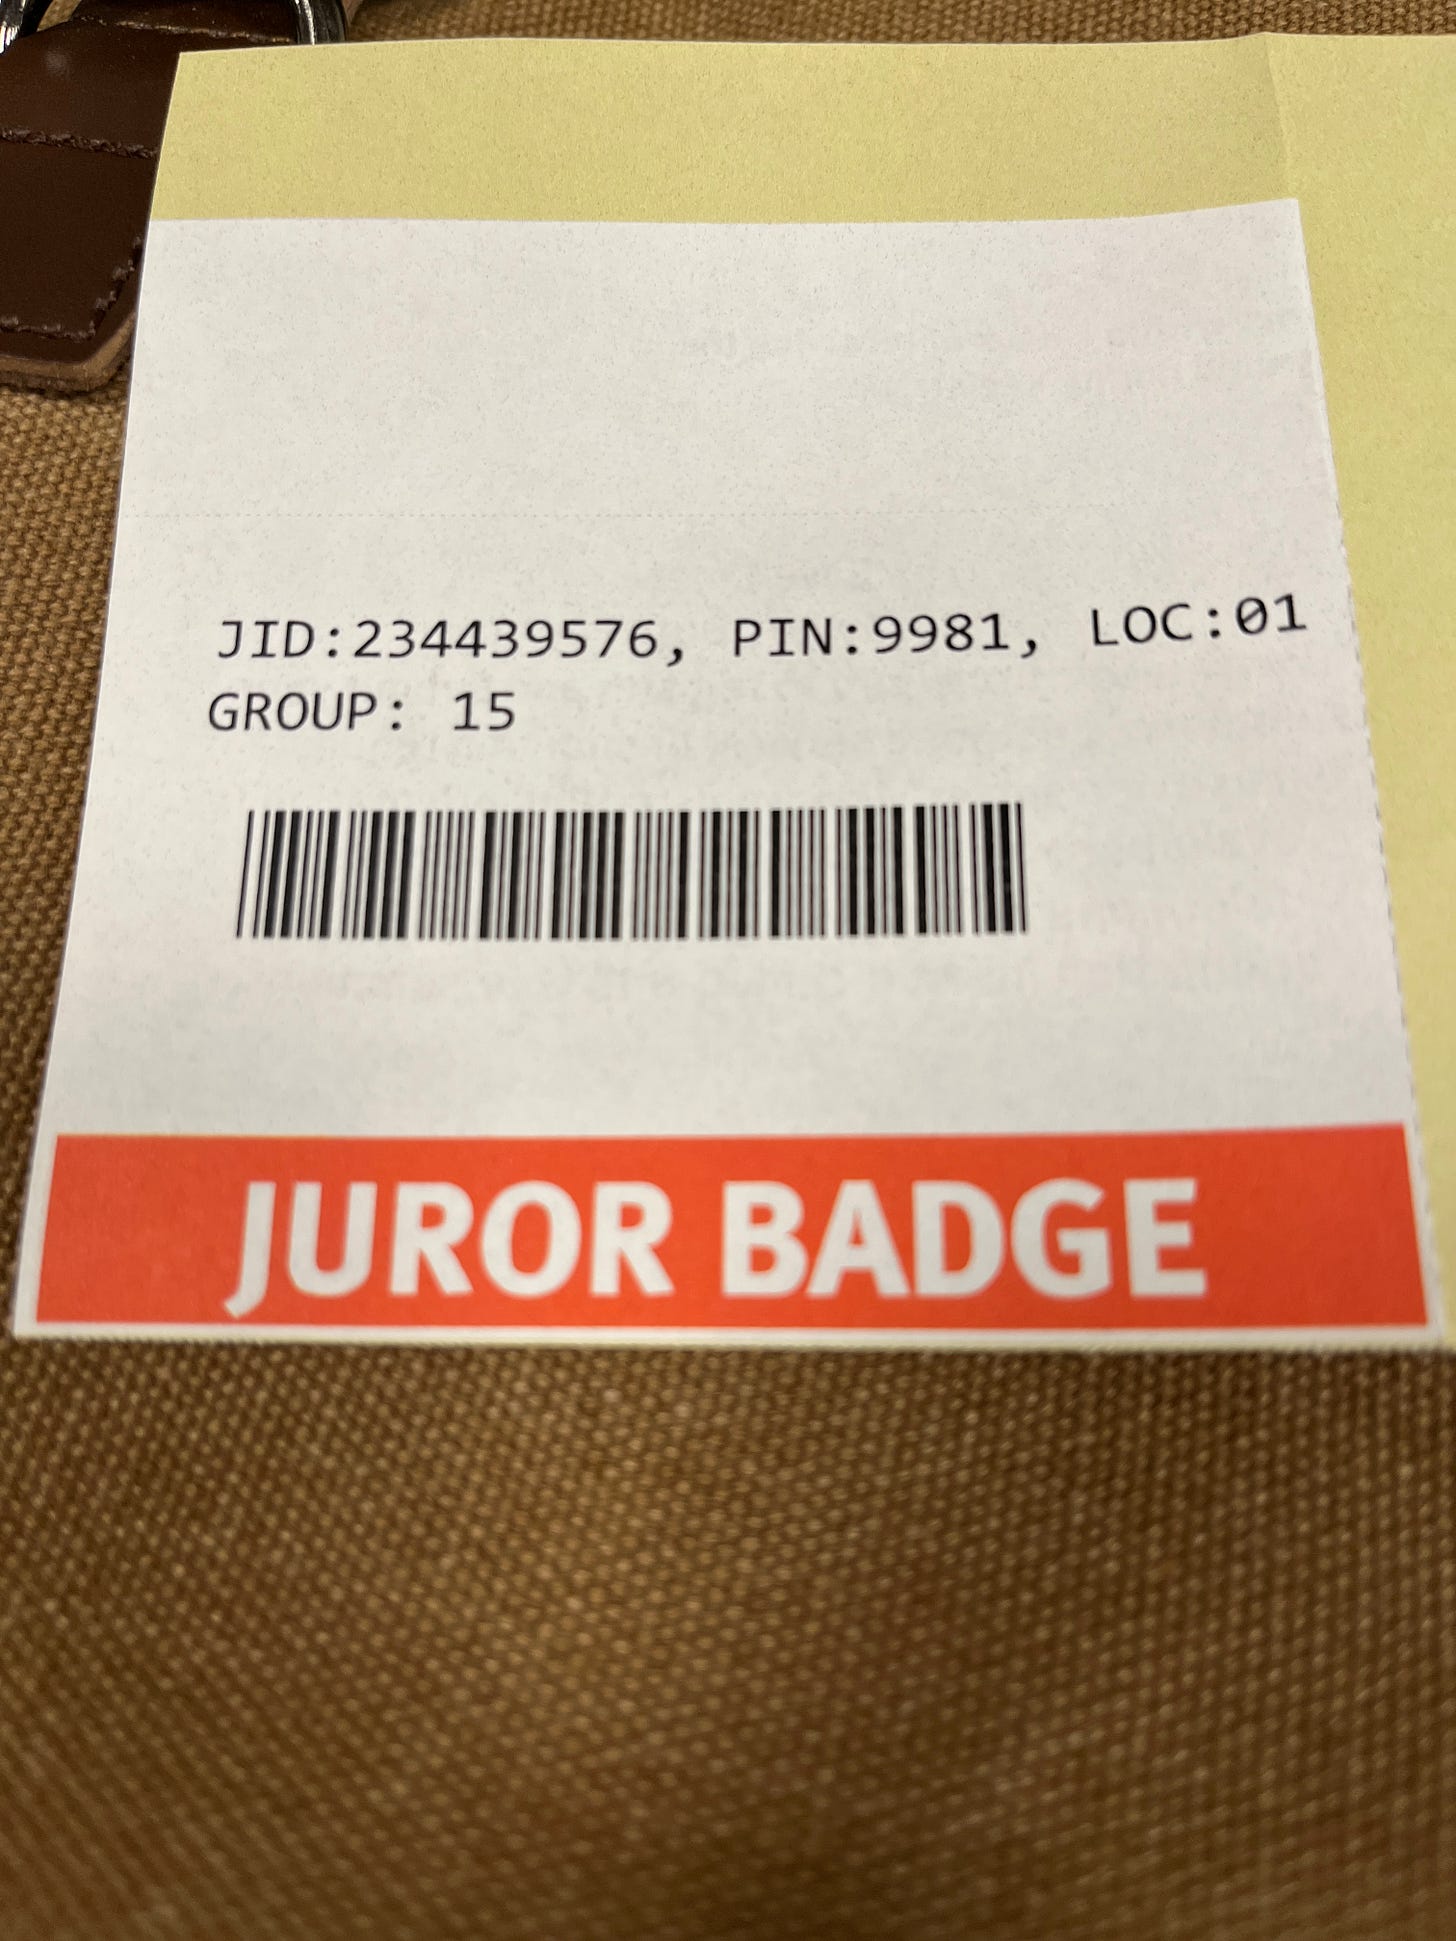 JID:234439576, PIN:9981, LOC:01
GROUP: 15
JUROR BADGE